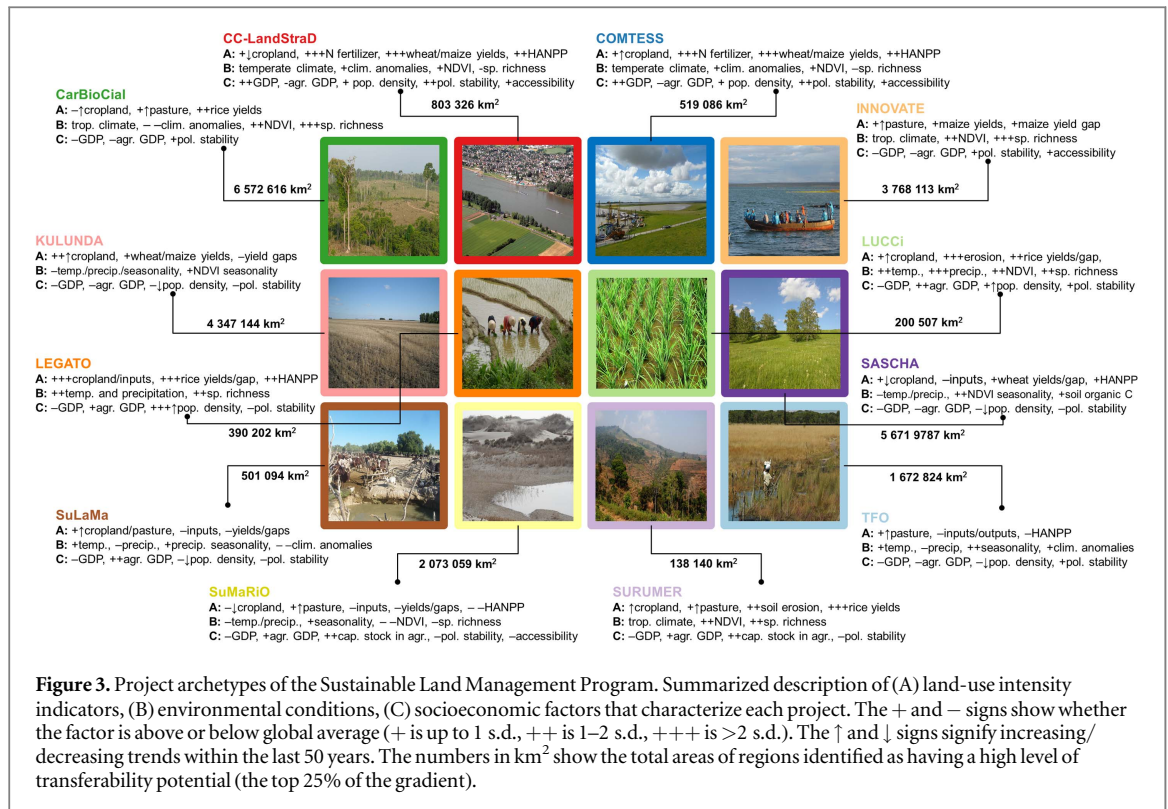 CC-LandStraD
A: +↓cropland, +++N fertilizer, +++wheat/maize yields, ++HANPP
B: temperate climate, +clim. anomalies, +NDVI, -sp. richness
C: ++GDP, -agr. GDP, + pop. density, ++pol. stability, +accessibility
803 326 km²
COMTESS
A: +↑cropland, +++N fertilizer, +++wheat/maize yields, ++HANPP
B: temperate climate, +clim. anomalies, +NDVI, –sp. richness
C: ++GDP, –agr. GDP, + pop. density, ++pol. stability, +accessibility
519 086 km²
CarBioCial
A: –↑cropland, +↑pasture, ++rice yields
B: trop. climate, – –clim. anomalies, ++NDVI, +++sp. richness
C: –GDP, –agr. GDP, +pol. stability
6 572 616 km²
INNOVATE
A: +↑pasture, +maize yields, +maize yield gap
B: trop. climate, ++NDVI, +++sp. richness
C: –GDP, –agr. GDP, +pol. stability, +accessibility
3 768 113 km²
KULUNDA
A: ++↑cropland, +wheat/maize yields, –yield gaps
B: –temp./precip./seasonality, +NDVI seasonality
C: –GDP, -agr. GDP, –↓pop. density, –pol. stability
4 347 144 km²
LUCCi
A: +↑cropland, +++erosion, ++rice yields/gap,
B: ++temp., +++precip., ++NDVI, ++sp. richness
C: –GDP, ++agr. GDP, +↑pop. density, +pol. stability
200 507 km²
LEGATO
A: +++cropland/inputs, +++rice yields/gap, ++HANPP
B: ++temp. and precipitation, ++sp. richness
C: –GDP, +agr. GDP, +++↑pop. density, –pol. stability
390 202 km²
SASCHA
A: +↓cropland, –inputs, +wheat yields/gap, +HANPP
B: –temp./precip., ++NDVI seasonality, +soil organic C
C: –GDP, –agr. GDP, –↓pop. density, –pol. stability
5 671 9787 km²
501 094 km²
SuLaMa
A: +↑cropland/pasture, –inputs, –yields/gaps
B: +temp., –precip., +precip. seasonality, – –clim. anomalies
C: –GDP, ++agr. GDP, –↓pop. density, –pol. stability
1 672 824 km²
TFO
A: +↑pasture, –inputs/outputs, –HANPP
B: +temp., –precip, ++seasonality, +clim. anomalies
C: –GDP, -agr. GDP, –↓pop. density, +pol. stability
2 073 059 km²
SuMaRiO
A: –↓cropland, +↑pasture, –inputs, –yields/gaps, – –HANPP
B: –temp./precip, +seasonality, – –NDVI, –sp. richness
C: –GDP, +agr. GDP, ++cap. stock in agr., –pol. stability, –accessibility
138 140 km²
SURUMER
A: ↑cropland, +↑pasture, ++soil erosion, +++rice yields
B: trop. climate, ++NDVI, ++sp. richness
C: –GDP, +agr. GDP, ++cap. stock in agr., –pol. stability
Figure 3. Project archetypes of the Sustainable Land Management Program. Summarized description of (A) land-use intensity
indicators, (B) environmental conditions, (C) socioeconomic factors that characterize each project. The + and − signs show whether
the factor is above or below global average (+ is up to 1 s.d., ++ is 1–2 s.d., +++ is >2 s.d.). The ↑ and ↓ signs signify increasing/
decreasing trends within the last 50 years. The numbers in km² show the total areas of regions identified as having a high level of
transferability potential (the top 25% of the gradient).